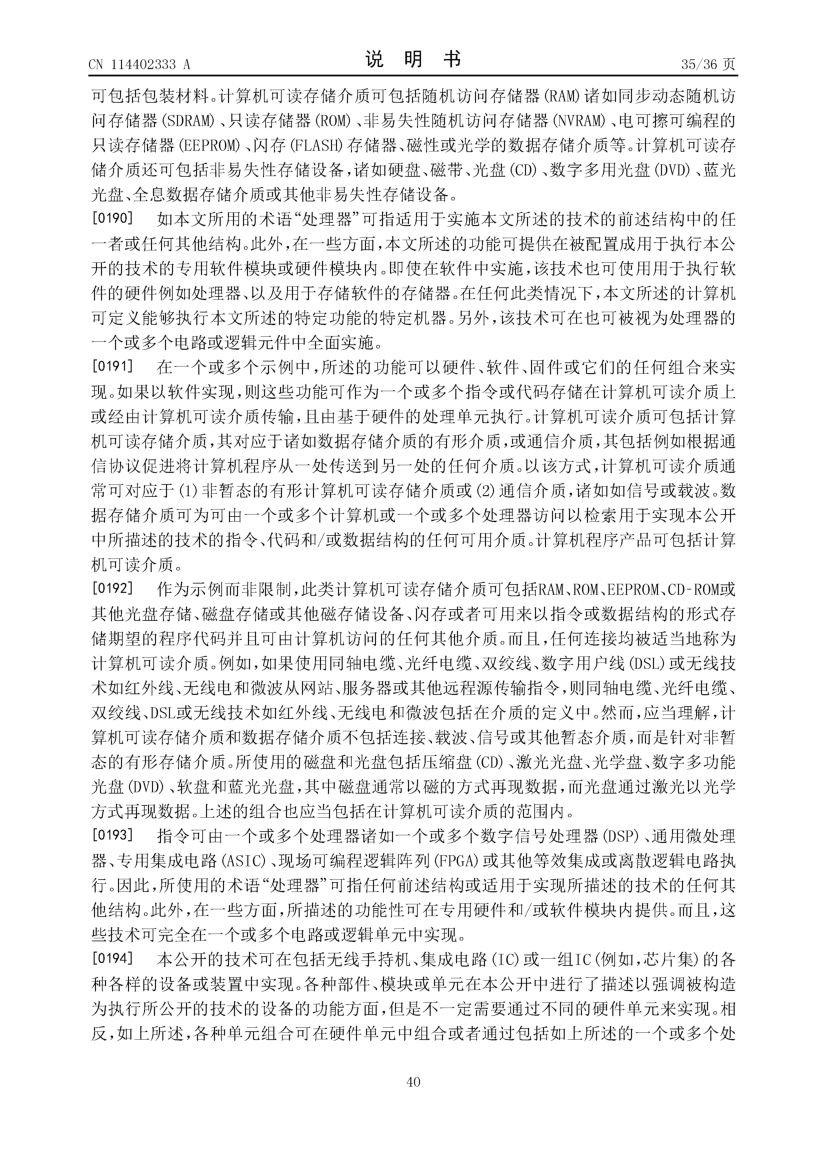 CN 114402333 A
说 明 书
35/36 页
可包括包装材料。计算机可读存储介质可包括随机访问存储器(RAM)诸如同步动态随机访
问存储器(SDRAM)、只读存储器(ROM)、非易失性随机访问存储器(NVRAM)、电可擦可编程的
只读存储器(EEPROM)、闪存(FLASH)存储器、磁性或光学的数据存储介质等。计算机可读存
储介质还可包括非易失性存储设备,诸如硬盘、磁带、光盘(CD)、数字多用光盘(DVD)、蓝光
光盘、全息数据存储介质或其他非易失性存储设备。
[0190] 如本文所用的术语“处理器”可指适用于实施本文所述的技术的前述结构中的任
一者或任何其他结构。此外,在一些方面,本文所述的功能可提供在被配置成用于执行本公
开的技术的专用软件模块或硬件模块内。即使在软件中实施,该技术也可使用用于执行软
件的硬件例如处理器、以及用于存储软件的存储器。在任何此类情况下,本文所述的计算机
可定义能够执行本文所述的特定功能的特定机器。另外,该技术可在也可被视为处理器的
一个或多个电路或逻辑元件中全面实施。
[0191] 在一个或多个示例中,所述的功能可以硬件、软件、固件或它们的任何组合来实
现。如果以软件实现,则这些功能可作为一个或多个指令或代码存储在计算机可读介质上
或经由计算机可读介质传输,且由基于硬件的处理单元执行。计算机可读介质可包括计算
机可读存储介质,其对应于诸如数据存储介质的有形介质,或通信介质,其包括例如根据通
信协议促进将计算机程序从一处传送到另一处的任何介质。以该方式,计算机可读介质通
常可对应于(1)非暂态的有形计算机可读存储介质或(2)通信介质,诸如如信号或载波。数
据存储介质可为可由一个或多个计算机或一个或多个处理器访问以检索用于实现本公开
中所描述的技术的指令、代码和/或数据结构的任何可用介质。计算机程序产品可包括计算
机可读介质。
[0192] 作为示例而非限制,此类计算机可读存储介质可包括RAM、ROM、EEPROM、CD-ROM或
其他光盘存储、磁盘存储或其他磁存储设备、闪存或者可用来以指令或数据结构的形式存
储期望的程序代码并且可由计算机访问的任何其他介质。而且,任何连接均被适当地称为
计算机可读介质。例如,如果使用同轴电缆、光纤电缆、双绞线、数字用户线(DSL)或无线技
术如红外线、无线电和微波从网站、服务器或其他远程源传输指令,则同轴电缆、光纤电缆、
双绞线、DSL或无线技术如红外线、无线电和微波包括在介质的定义中。然而,应当理解,计
算机可读存储介质和数据存储介质不包括连接、载波、信号或其他暂态介质,而是针对非暂
态的有形存储介质。所使用的磁盘和光盘包括压缩盘(CD)、激光光盘、光学盘、数字多功能
光盘(DVD)、软盘和蓝光光盘,其中磁盘通常以磁的方式再现数据,而光盘通过激光以光学
方式再现数据。上述的组合也应当包括在计算机可读介质的范围内。
[0193] 指令可由一个或多个处理器诸如一个或多个数字信号处理器(DSP)、通用微处理
器、专用集成电路(ASIC)、现场可编程逻辑阵列(FPGA)或其他等效集成或离散逻辑电路执
行。因此,所使用的术语“处理器”可指任何前述结构或适用于实现所描述的技术的任何其
他结构。此外,在一些方面,所描述的功能性可在专用硬件和/或软件模块内提供。而且,这
些技术可完全在一个或多个电路或逻辑单元中实现。
[0194] 本公开的技术可在包括无线手持机、集成电路(IC)或一组IC(例如,芯片集)的各
种各样的设备或装置中实现。各种部件、模块或单元在本公开中进行了描述以强调被构造
为执行所公开的技术的设备的功能方面,但是不一定需要通过不同的硬件单元来实现。相
反,如上所述,各种单元组合可在硬件单元中组合或者通过包括如上所述的一个或多个处
40